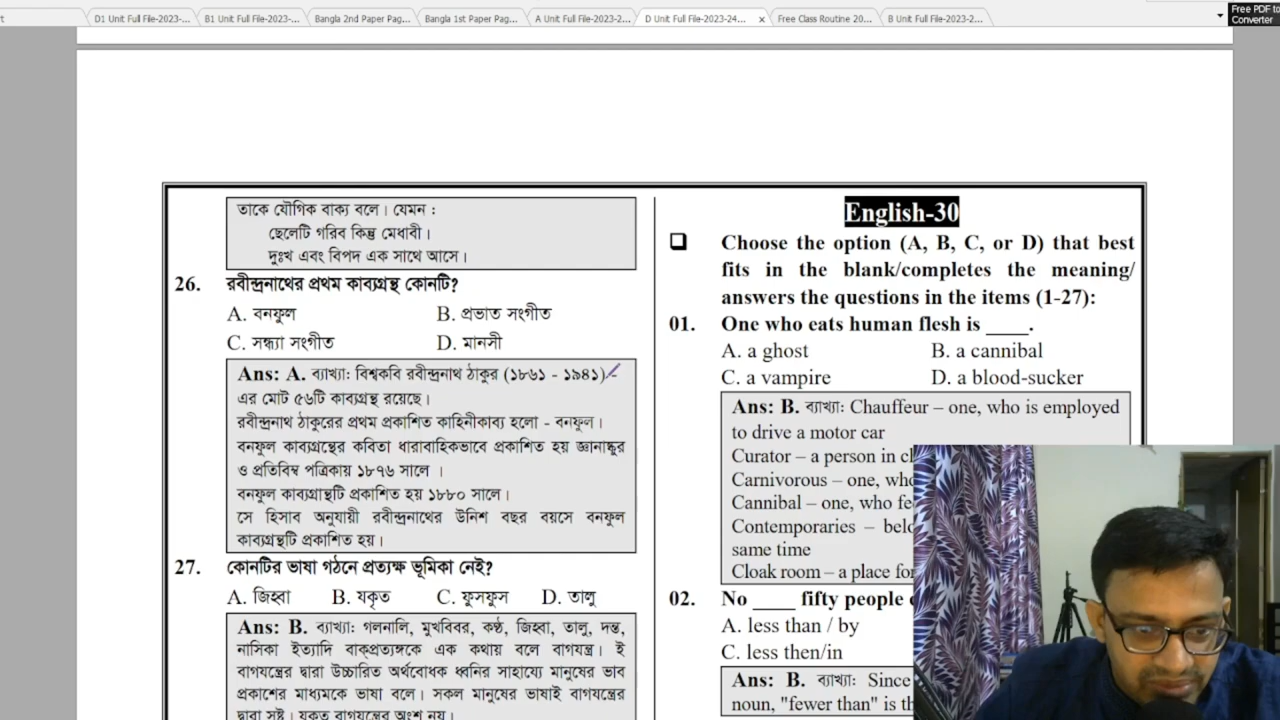 D1 Unit Full File-2023-...
B1 Unit Full File-2023-...
Bangla 2nd Paper Pag...
Bangla 1st Paper Pag...
A Unit Full File-2023-2...
D Unit Full File-2023-24...
x
Free Class Routine 20...
B Unit Full File-2023-2...
Free PDF to
Converter
তাকে যৌগিক বাক্য বলে। যেমন :
ছেলেটি গরিব কিন্তু মেধাবী।
দুঃখ এবং বিপদ এক সাথে আসে।
26. রবীন্দ্রনাথের প্রথম কাব্যগ্রন্থ কোনটি?
A. বনফুল B. প্রভাত সংগীত
C. সন্ধ্যা সংগীত D. মানসী
Ans: A. ব্যাখ্যা: বিশ্বকবি রবীন্দ্রনাথ ঠাকুর (১৮৬১ - ১৯৪১) -
এর মোট ৫৬টি কাব্যগ্রন্থ রয়েছে।
রবীন্দ্রনাথ ঠাকুরের প্রথম প্রকাশিত কাহিনীকাব্য হলো - বনফুল।
বনফুল কাব্যগ্রন্থের কবিতা ধারাবাহিকভাবে প্রকাশিত হয় জ্ঞানাঙ্কুর
ও প্রতিবিম্ব পত্রিকায় ১৮৭৬ সালে ।
বনফুল কাব্যগ্রান্থটি প্রকাশিত হয় ১৮৮০ সালে।
সে হিসাব অনুযায়ী রবীন্দ্রনাথের উনিশ বছর বয়সে বনফুল
কাব্যগ্রন্থটি প্রকাশিত হয়।
27. কোনটির ভাষা গঠনে প্রত্যক্ষ ভূমিকা নেই?
A. জিহ্বা B. যকৃত C. ফুসফুস D. তালু
Ans: B. ব্যাখ্যা: গলনালি, মুখবিবর, কণ্ঠ, জিহ্বা, তালু, দন্ত,
নাসিকা ইত্যাদি বাক্‌প্রত্যঙ্গকে এক কথায় বলে বাগযন্ত্র। ই
বাগযন্ত্রের দ্বারা উচ্চারিত অর্থবোধক ধ্বনির সাহায্যে মানুষের ভাব
প্রকাশের মাধ্যমকে ভাষা বলে। সকল মানুষের ভাষাই বাগযন্ত্রের
দ্বারা সৃষ্ট। যকৃত বাগযন্ত্রের অংশ নয়।
English-30
Choose the option (A, B, C, or D) that best
fits in the blank/completes the meaning/
answers the questions in the items (1-27):
01. One who eats human flesh is ____.
A. a ghost B. a cannibal
C. a vampire D. a blood-sucker
Ans: B. ব্যাখ্যা: Chauffeur – one, who is employed
to drive a motor car
Curator – a person in
Carnivorous – one,
Cannibal – one, who
Contemporaries –
same time
Cloak room – a place for
02. No ____ fifty people
A. less than / by
C. less then/in
Ans: B. ব্যাখ্যা: Since
noun, "fewer than" is